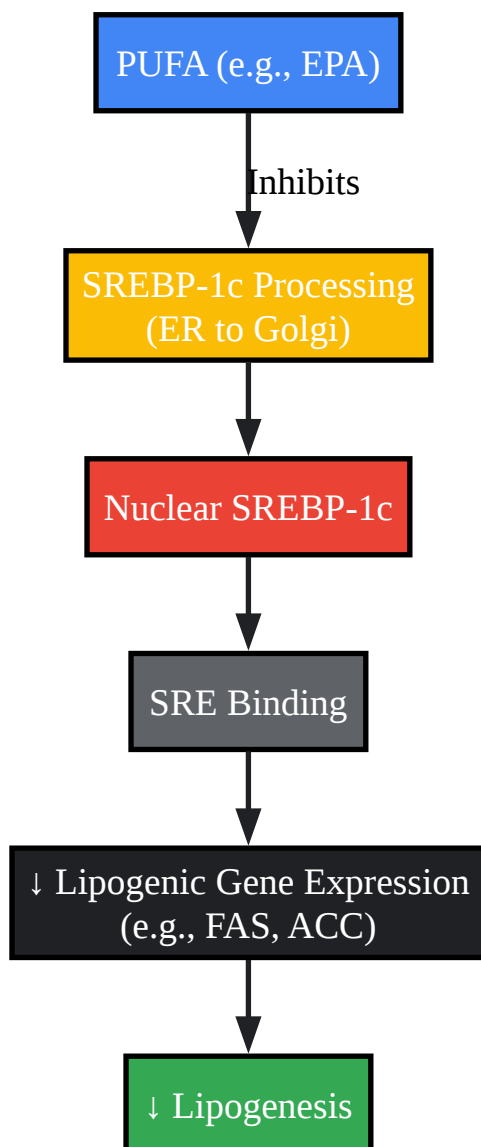 PUFA (e.g., EPA)
Inhibits
SREBP-1c Processing
(ER to Golgi)
Nuclear SREBP-1c
SRE Binding
↓ Lipogenic Gene Expression
(e.g., FAS, ACC)
↓ Lipogenesis